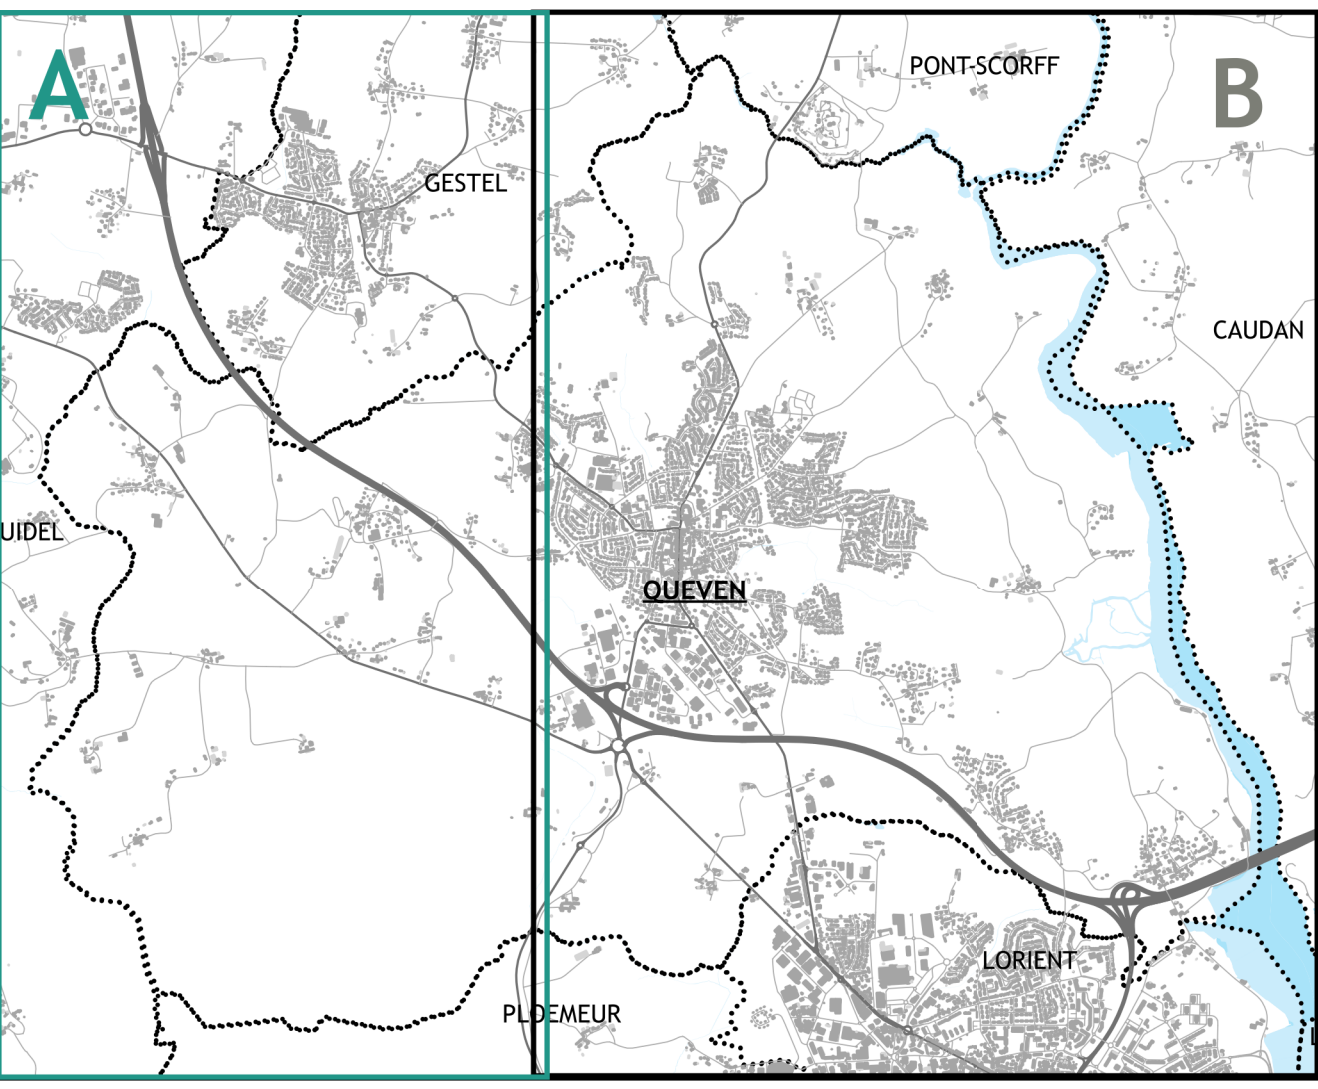 A
B
PONT-SCORFF
GESTEL
CAUDAN
UIDEL
QUEVEN
LORIENT
PLOEMEUR